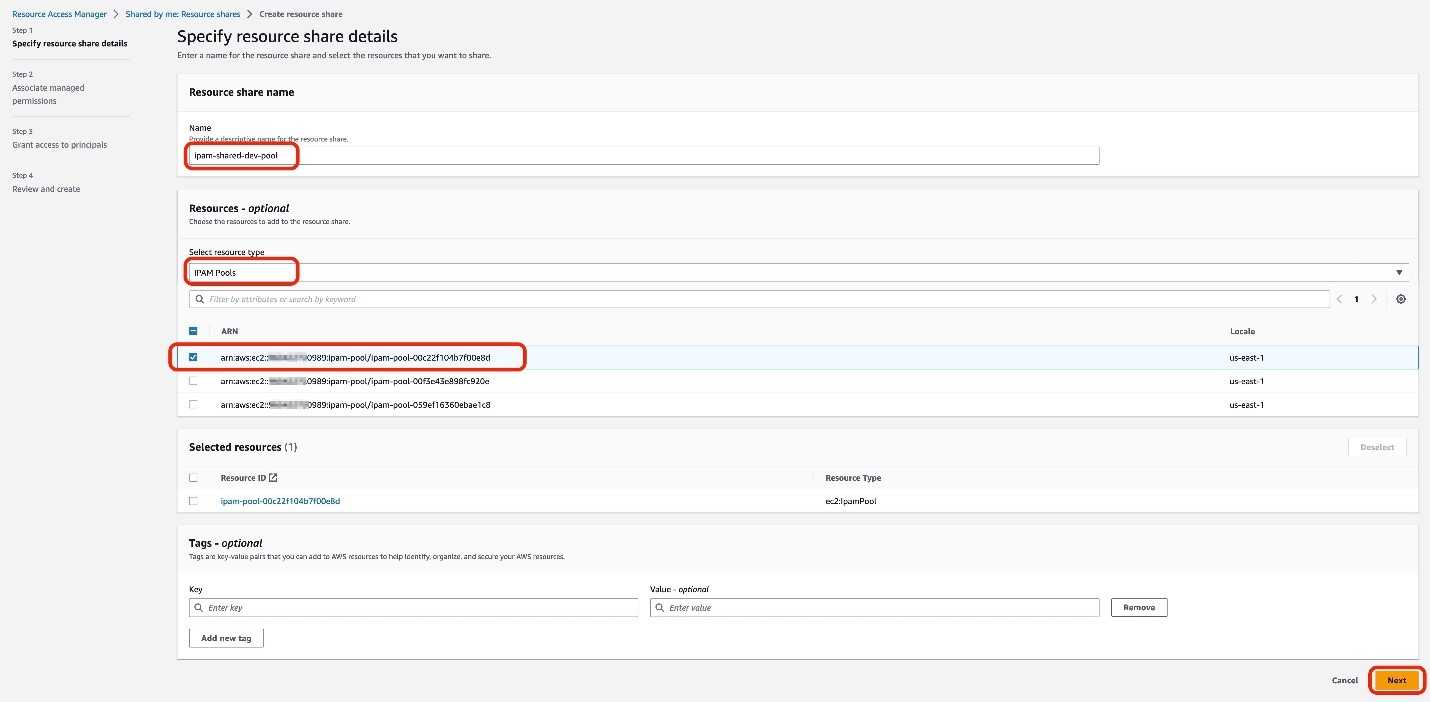 Resource Access Manager > Shared by me: Resource shares > Create resource share
Step 1
Specify resource share details
Step 2
Associate managed
permissions
Step 3
Grant access to principals
Step 4
Review and create
Specify resource share details
Enter a name for the resource share and select the resources that you want to share.
Resource share name
Name
Provide a descriptive name for the resource share.
ipam-shared-dev-pool
Resources - optional
Choose the resources to add to the resource share.
Select resource type
IPAM Pools
Filter by attributes or search by keyword
1
ARN Locale
arn:aws:ec2:: 0989:ipam-pool/ipam-pool-00c22f104b7f00e8d us-east-1
arn:aws:ec2:: 0989:ipam-pool/ipam-pool-00f3e43e898fc920e us-east-1
arn:aws:ec2:: 0989:ipam-pool/ipam-pool-059ef16360ebae1c8 us-east-1
Selected resources (1) Deselect
Resource ID Resource Type
ipam-pool-00c22f104b7f00e8d ec2:IpamPool
Tags - optional
Tags are key-value pairs that you can add to AWS resources to help identify, organize, and secure your AWS resources.
Key Value - optional
Enter key Enter value Remove
Add new tag
Cancel Next